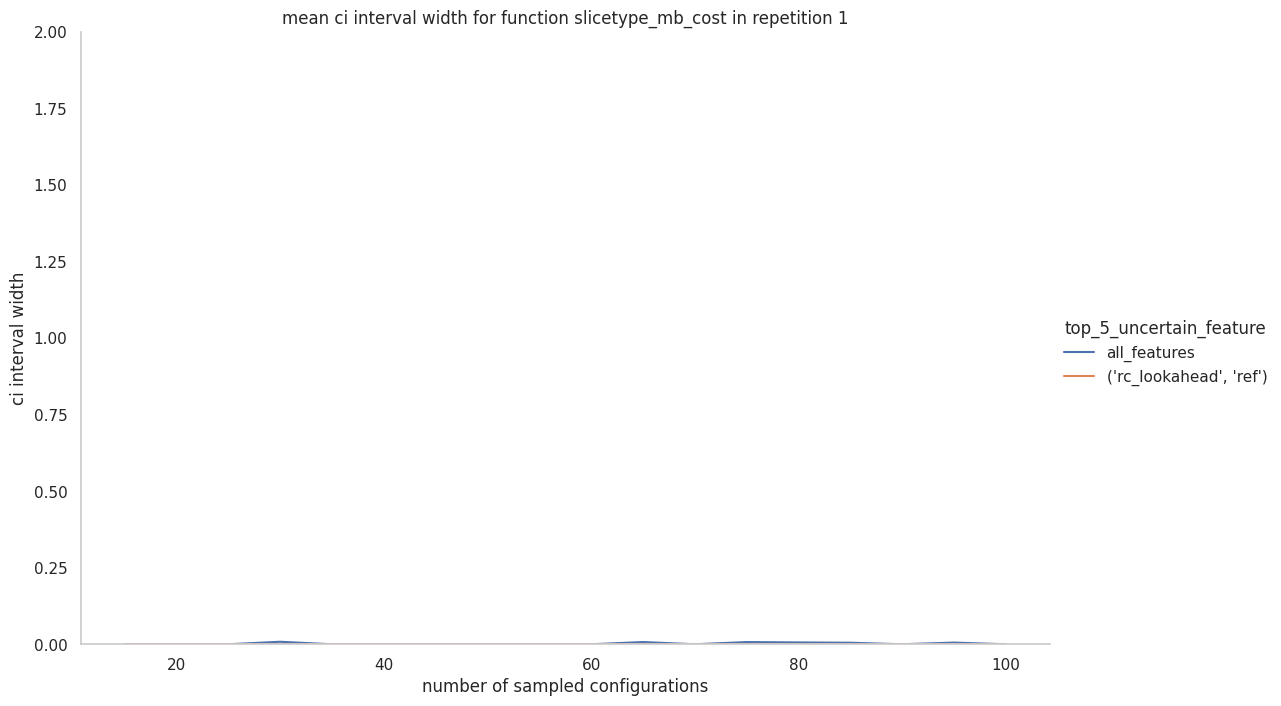 mean ci interval width for function slicetype_mb_cost in repetition 1
2.00
1.75
1.50
1.25
1.00
0.75
0.50
0.25
0.00
ci interval width
20
40
60
80
100
number of sampled configurations
top_5_uncertain_feature
all_features
('rc_lookahead', 'ref')